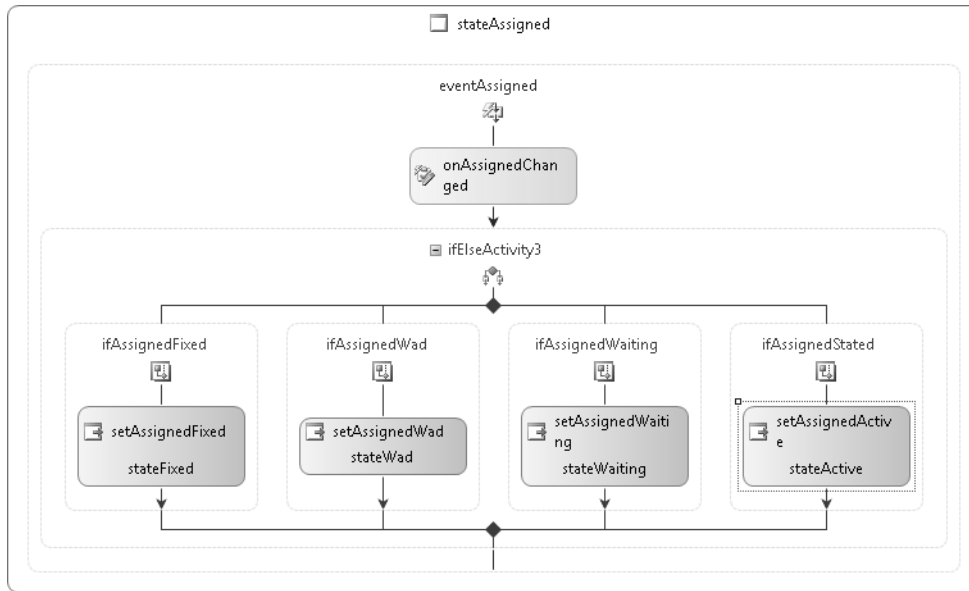 stateAssigned
eventAssigned
onAssignedChan
ged
ifElseActivity3
ifAssignedFixed
ifAssignedWad
ifAssignedWaiting
ifAssignedStated
setAssignedFixed
stateFixed
setAssignedWad
stateWad
setAssignedWaiti
ng
stateWaiting
setAssignedActiv
e
stateActive